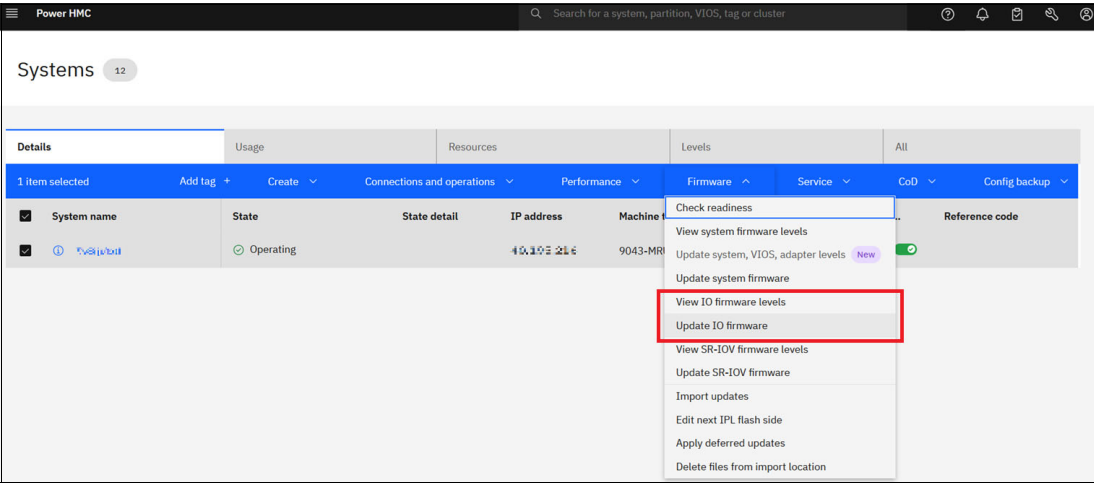 Power HMC Search for a system, partition, VIOS, tag or cluster
Systems 12
Details Usage Resources Levels All
1 item selected Add tag + Create Connections and operations Performance Firmware Service CoD Config backup
System name State State detail IP address Machine t .. Reference code
Operating 9043-MR
Check readiness
View system firmware levels
Update system, VIOS, adapter levels New
Update system firmware
View IO firmware levels
Update IO firmware
View SR-IOV firmware levels
Update SR-IOV firmware
Import updates
Edit next IPL flash side
Apply deferred updates
Delete files from import location